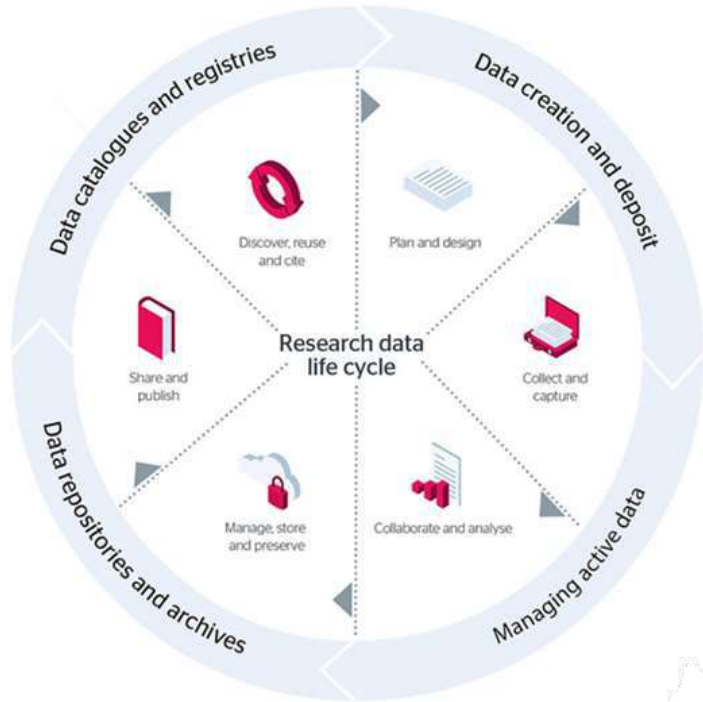 Data catalogues and registries
Data creation and deposit
Discover, reuse
and cite
Plan and design
Research data
life cycle
Share and
publish
Collect and
capture
Manage, store
and preserve
Collaborate and analyse
Data repositories and archives
Managing active data